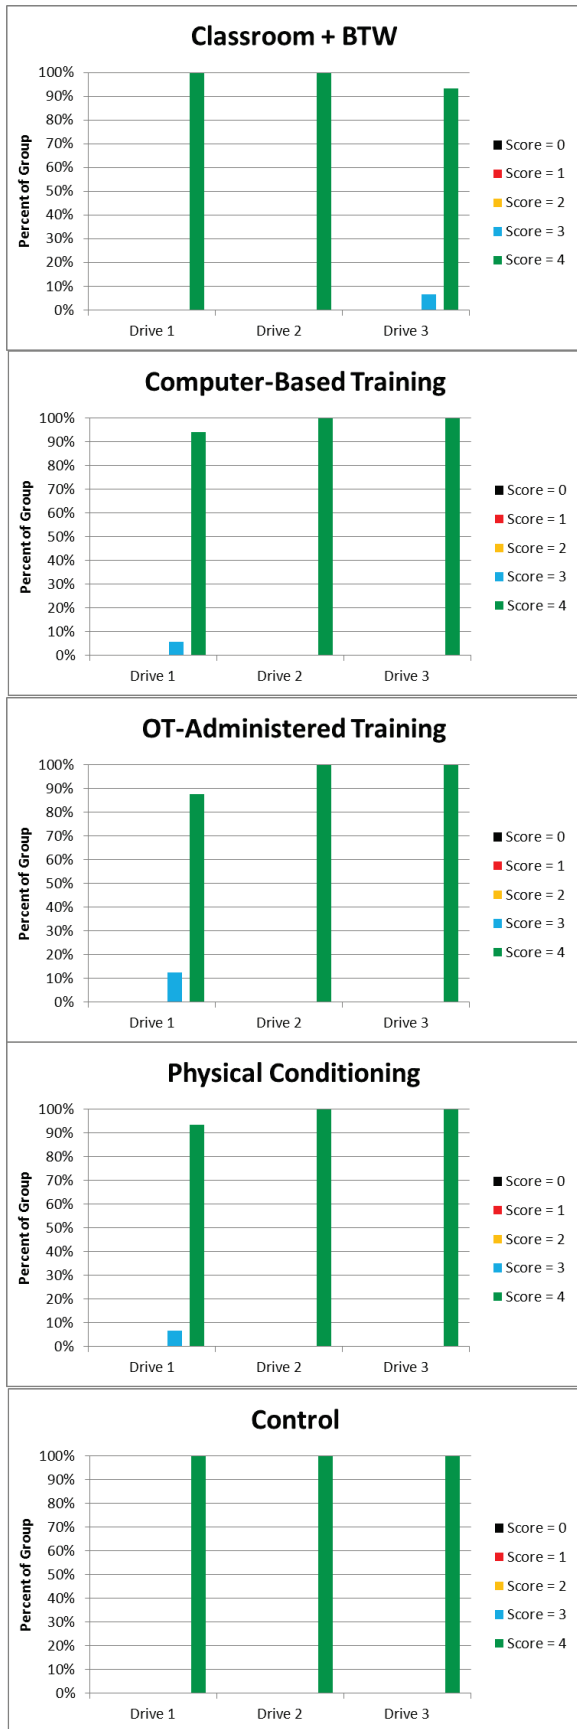 Classroom + BTW
100%
90%
80%
70%
60%
50%
40%
30%
20%
10%
0%
Percent of Group
Drive 1 Drive 2 Drive 3
Score = 0
Score = 1
Score = 2
Score = 3
Score = 4
Computer-Based Training
100%
90%
80%
70%
60%
50%
40%
30%
20%
10%
0%
Percent of Group
Drive 1 Drive 2 Drive 3
Score = 0
Score = 1
Score = 2
Score = 3
Score = 4
OT-Administered Training
100%
90%
80%
70%
60%
50%
40%
30%
20%
10%
0%
Percent of Group
Drive 1 Drive 2 Drive 3
Score = 0
Score = 1
Score = 2
Score = 3
Score = 4
Physical Conditioning
100%
90%
80%
70%
60%
50%
40%
30%
20%
10%
0%
Percent of Group
Drive 1 Drive 2 Drive 3
Score = 0
Score = 1
Score = 2
Score = 3
Score = 4
Control
100%
90%
80%
70%
60%
50%
40%
30%
20%
10%
0%
Percent of Group
Drive 1 Drive 2 Drive 3
Score = 0
Score = 1
Score = 2
Score = 3
Score = 4